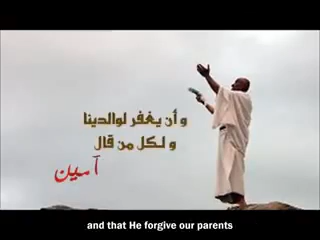 و أن يغفر لوالدينا
و لكل من قال
آمين
and that He forgive our parents